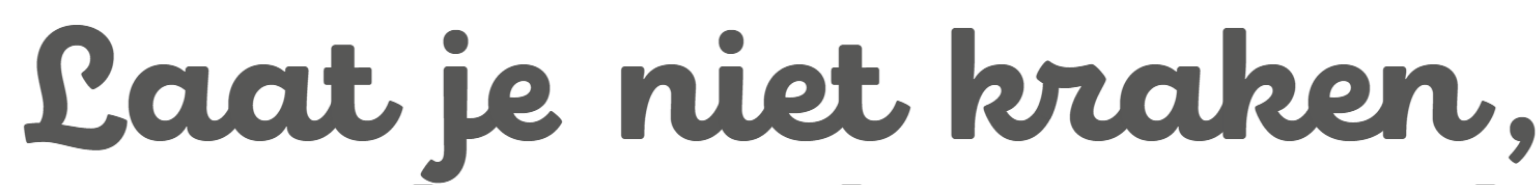 Laat je niet kraken,